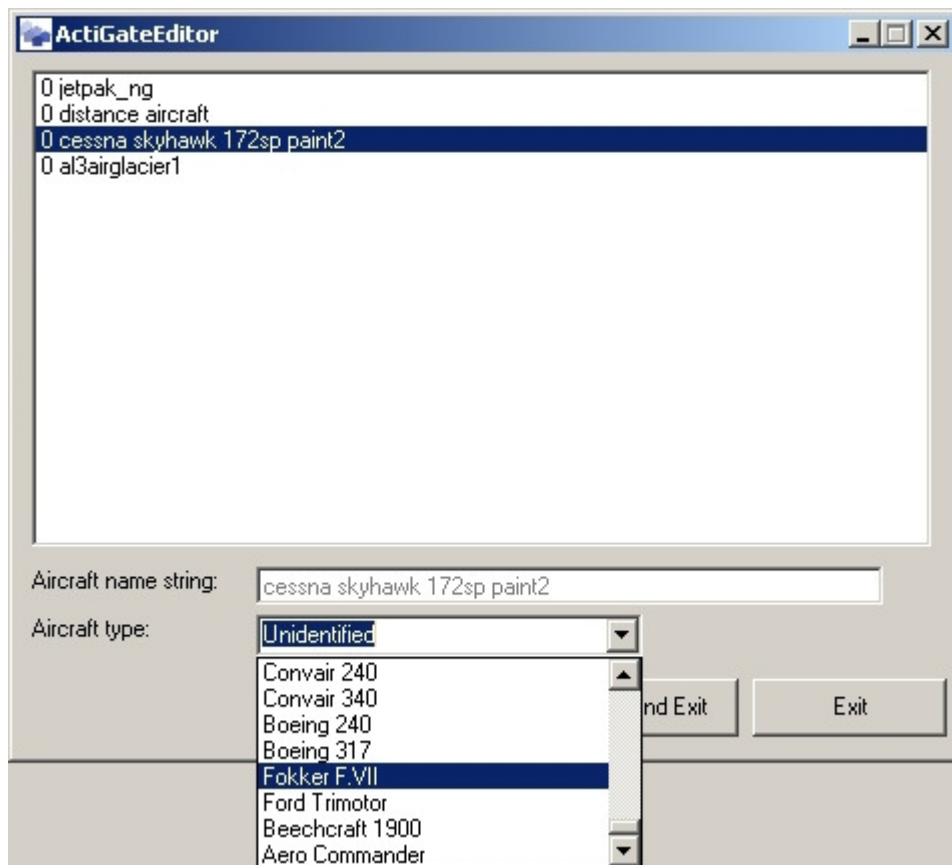 ActiGateEditor
0 jetpak_ng
0 distance aircraft
0 cessna skyhawk 172sp paint2
0 al3airglacier1
Aircraft name string:
cessna skyhawk 172sp paint2
Aircraft type:
Unidentified
Convair 240
Convair 340
Boeing 240
Boeing 317
Fokker F.VII
Ford Trimotor
Beechcraft 1900
Aero Commander
nd Exit
Exit